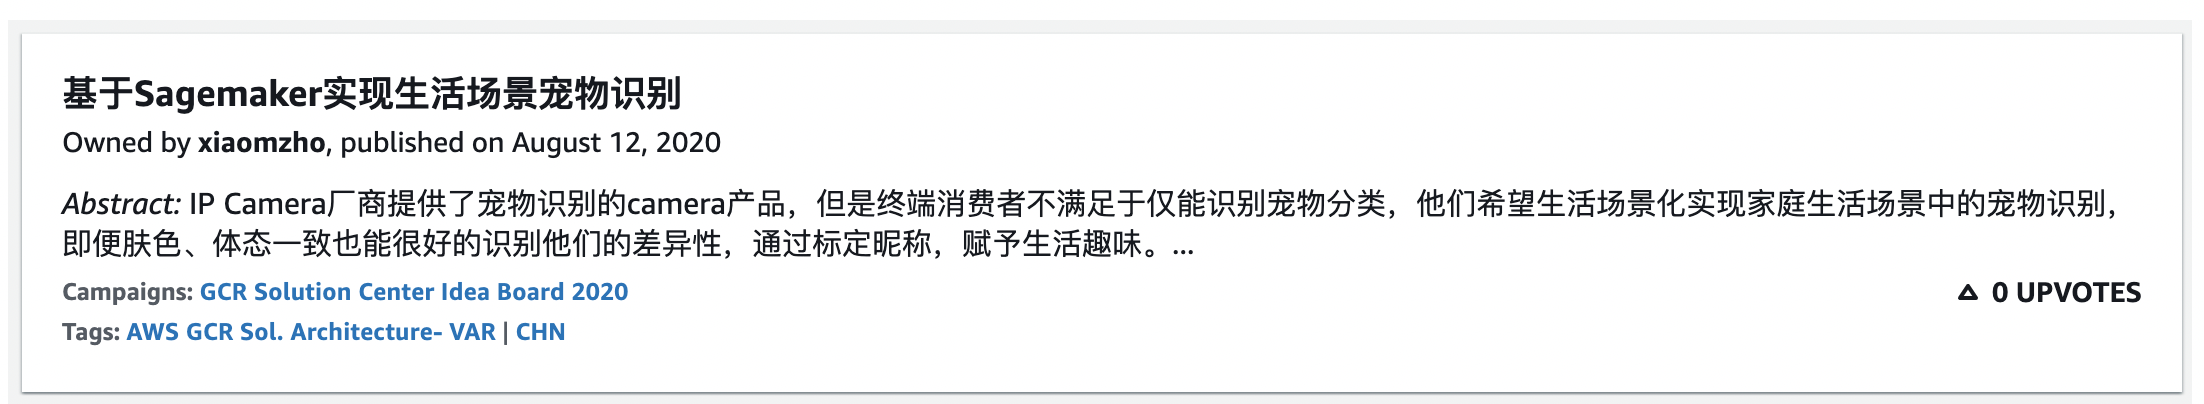 基于Sagemaker实现生活场景宠物识别
Owned by xiaomzho, published on August 12, 2020
Abstract: IP Camera厂商提供了宠物识别的camera产品，但是终端消费者不满足于仅能识别宠物分类，他们希望生活场景化实现家庭生活场景中的宠物识别，
即便肤色、体态一致也能很好的识别他们的差异性，通过标定昵称，赋予生活趣味。...
Campaigns: GCR Solution Center Idea Board 2020
0 UPVOTES
Tags: AWS GCR Sol. Architecture- VAR | CHN